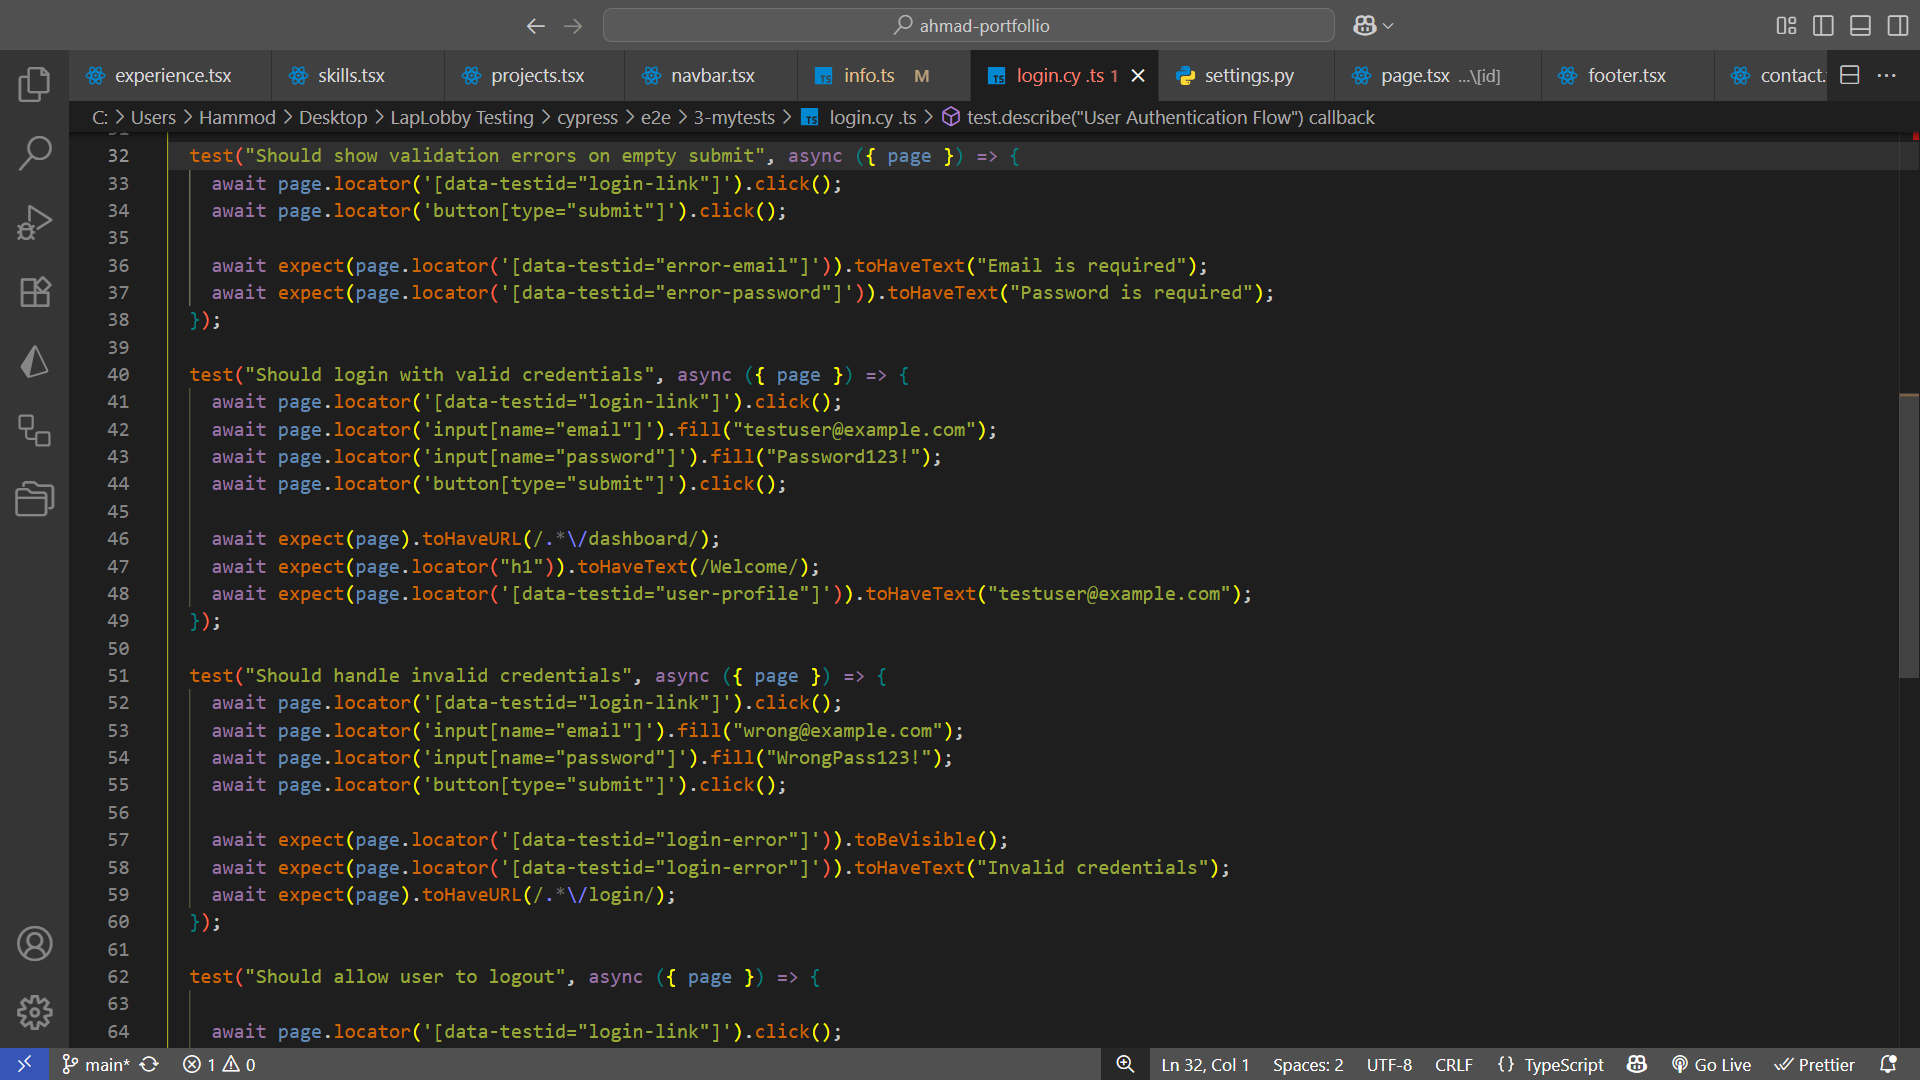 ahmad-portfollio
experience.tsx skills.tsx projects.tsx navbar.tsx info.ts M login.cy .ts 1 settings.py page.tsx ...\[id] footer.tsx contact.
C: > Users > Hammod > Desktop > LapLobby Testing > cypress > e2e > 3-mytests > login.cy .ts > test.describe("User Authentication Flow") callback
32 test("Should show validation errors on empty submit", async ({ page }) => {
33 await page.locator('[data-testid="login-link"]').click();
34 await page.locator('button[type="submit"]').click();
35
36 await expect(page.locator('[data-testid="error-email"]')).toHaveText("Email is required");
37 await expect(page.locator('[data-testid="error-password"]')).toHaveText("Password is required");
38 });
39
40 test("Should login with valid credentials", async ({ page }) => {
41 await page.locator('[data-testid="login-link"]').click();
42 await page.locator('input[name="email"]').fill("testuser@example.com");
43 await page.locator('input[name="password"]').fill("Password123!");
44 await page.locator('button[type="submit"]').click();
45
46 await expect(page).toHaveURL(/.*\/dashboard/);
47 await expect(page.locator("h1")).toHaveText(/Welcome/);
48 await expect(page.locator('[data-testid="user-profile"]')).toHaveText("testuser@example.com");
49 });
50
51 test("Should handle invalid credentials", async ({ page }) => {
52 await page.locator('[data-testid="login-link"]').click();
53 await page.locator('input[name="email"]').fill("wrong@example.com");
54 await page.locator('input[name="password"]').fill("WrongPass123!");
55 await page.locator('button[type="submit"]').click();
56
57 await expect(page.locator('[data-testid="login-error"]')).toBeVisible();
58 await expect(page.locator('[data-testid="login-error"]')).toHaveText("Invalid credentials");
59 await expect(page).toHaveURL(/.*\/login/);
60 });
61
62 test("Should allow user to logout", async ({ page }) => {
63
64 await page.locator('[data-testid="login-link"]').click();
main* 1 0 Ln 32, Col 1 Spaces: 2 UTF-8 CRLF {} TypeScript Go Live Prettier